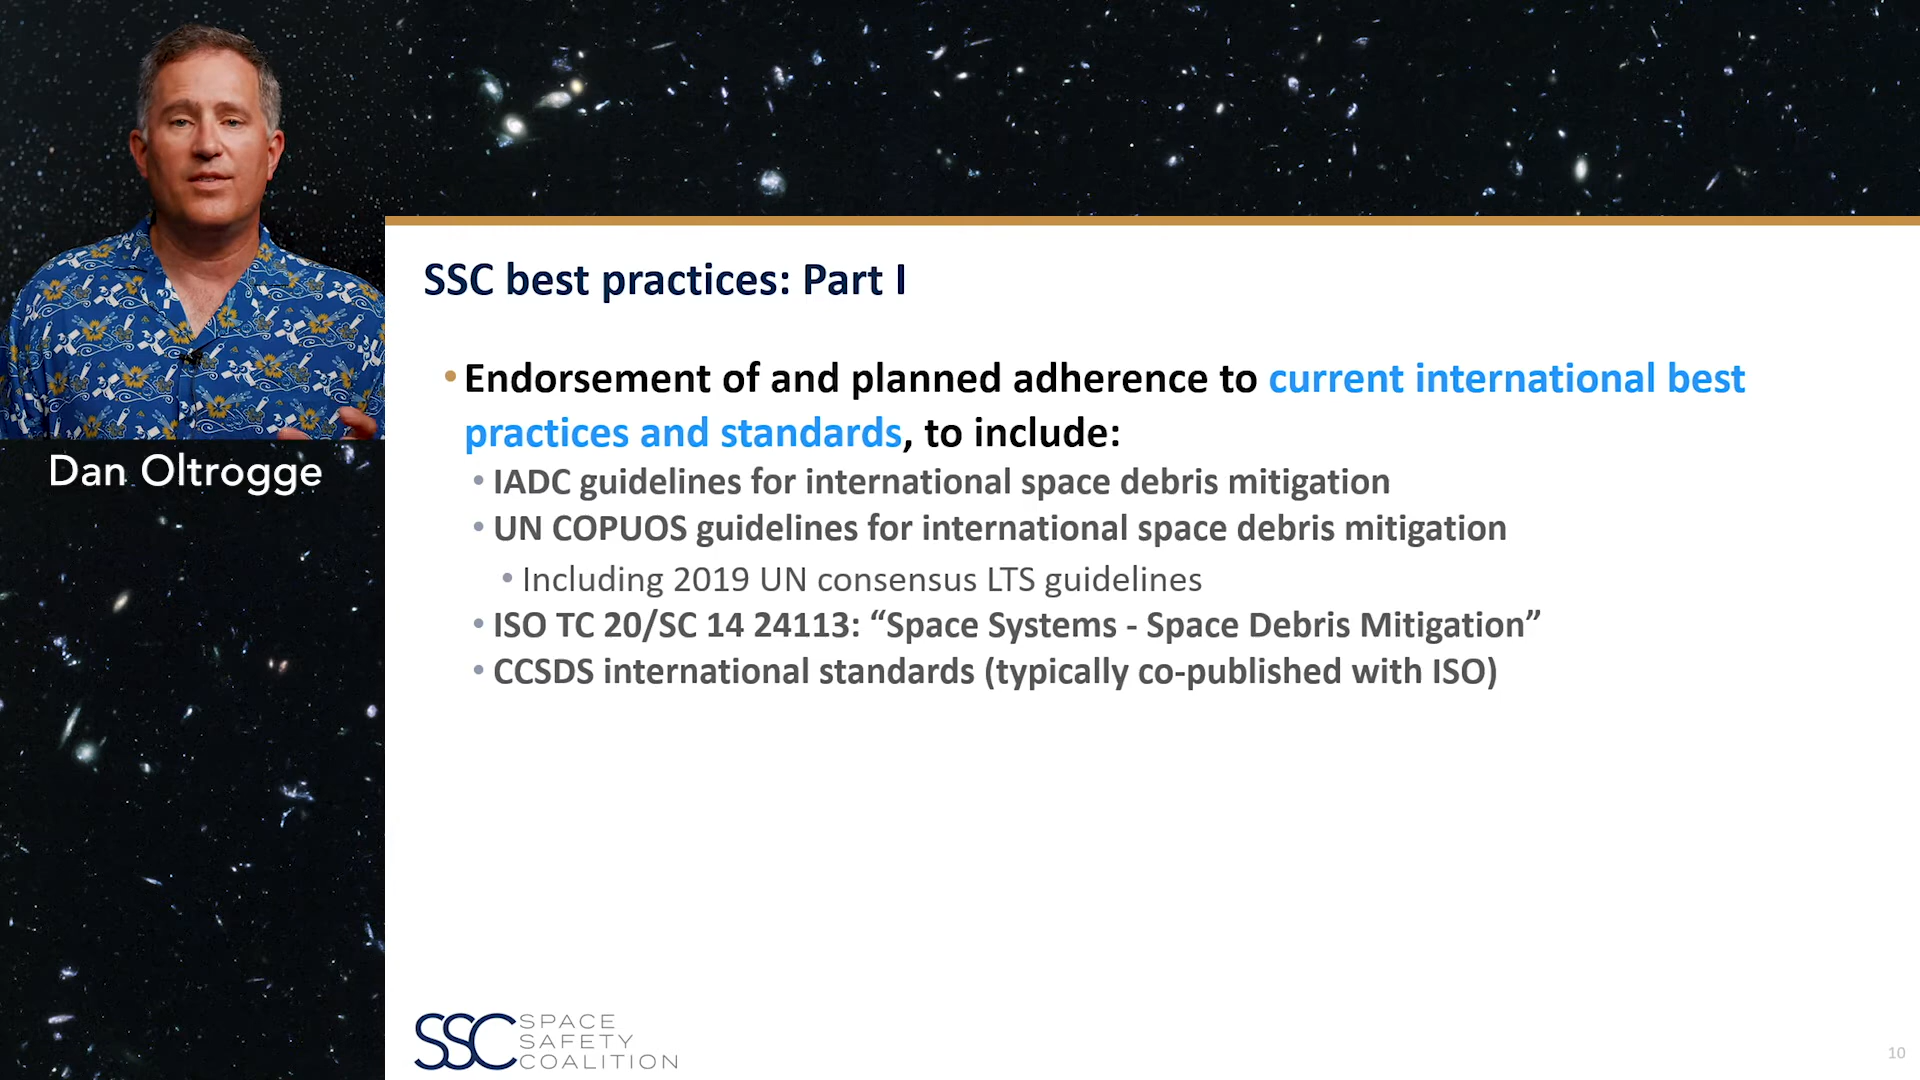 Dan Oltrogge
SSC best practices: Part I
• Endorsement of and planned adherence to current international best
practices and standards, to include:
• IADC guidelines for international space debris mitigation
• UN COPUOS guidelines for international space debris mitigation
• Including 2019 UN consensus LTS guidelines
• ISO TC 20/SC 14 24113: “Space Systems - Space Debris Mitigation”
• CCSDS international standards (typically co-published with ISO)
SSC SPACE
SAFETY
COALITION
10